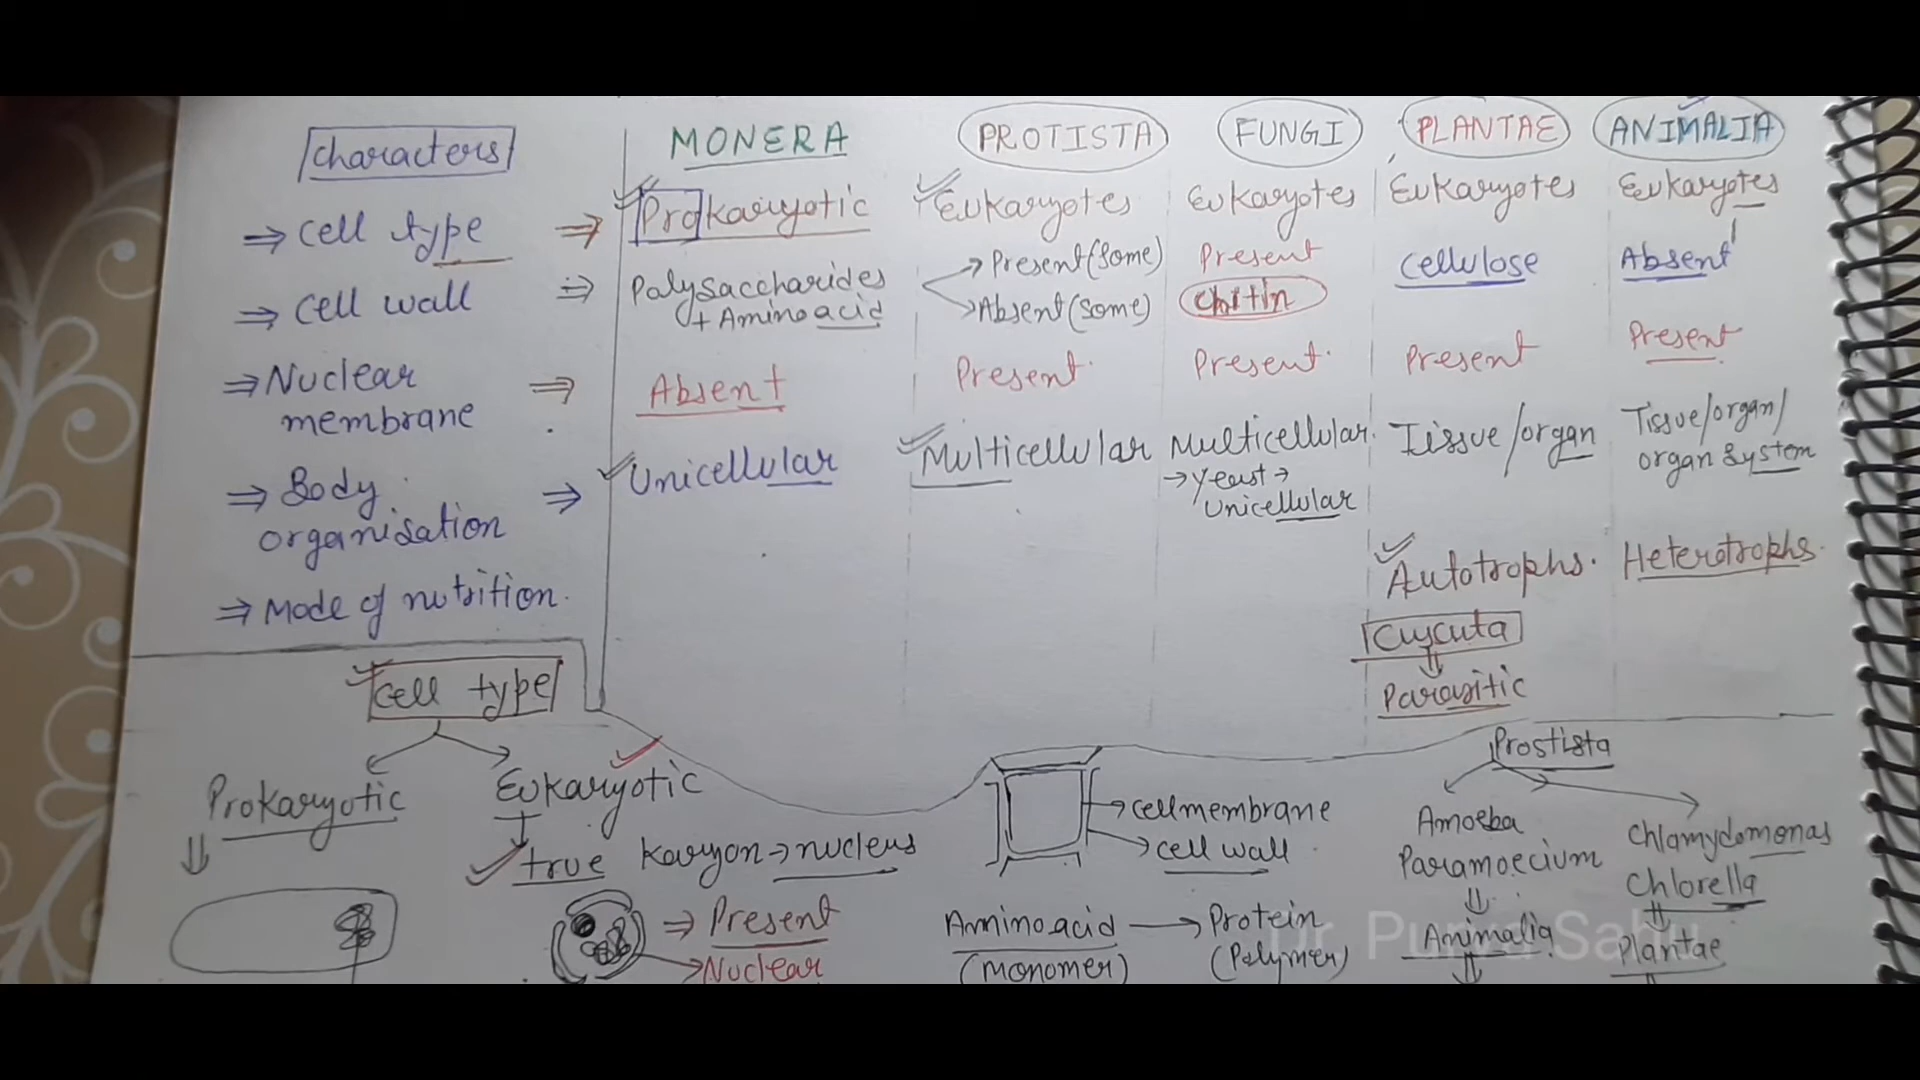 Characters
MONERA
PROTISTA
FUNGI
PLANTAE
ANIMALIA
⇒ Cell type ⇒
Prokaryotic
Eukaryotes
Eukaryotes
Eukaryotes
Eukaryotes
⇒ Cell wall ⇒
Polysaccharides
+ Amino acid
→ Present (Some)
→ Absent (Some)
Present
Chitin
Cellulose
Absent
⇒ Nuclear
membrane ⇒
Absent
Present
Present
Present
Present
⇒ Body
organisation ⇒
Unicellular
Multicellular
Multicellular
→ Yeast →
Unicellular
Tissue/organ
Tissue/organ/
organ System
⇒ Mode of nutrition
Autotrophs
Cuscuta
⇓
Parasitic
Heterotrophs
Cell type
Prokaryotic
Eukaryotic
true Karyon → nucleus
⇒ Present
→ Nuclear
→ cell membrane
→ cell wall
Amino acid → Protein
(Monomer) (Polymer)
Prostista
Amoeba
Paramoecium
⇓
Animalia
⇓
Chlamydomonas
Chlorella
⇓
Plantae
Dr. Sahu